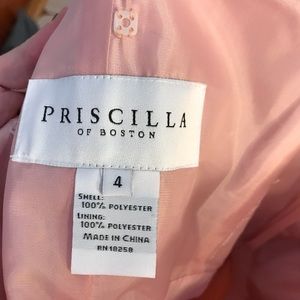 PRISCILLA
OF BOSTON
4
SHELL:
100% POLYESTER
LINING:
100% POLYESTER
MADE IN CHINA
RN 18258